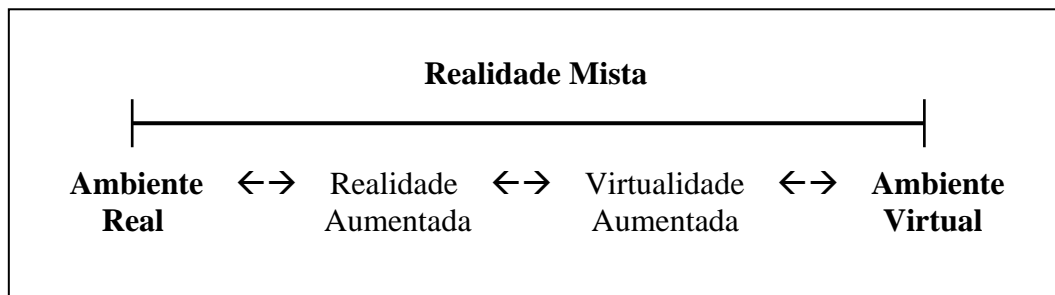 Realidade Mista
Ambiente ←→ Realidade ←→ Virtualidade ←→ Ambiente
Real Aumentada Aumentada Virtual